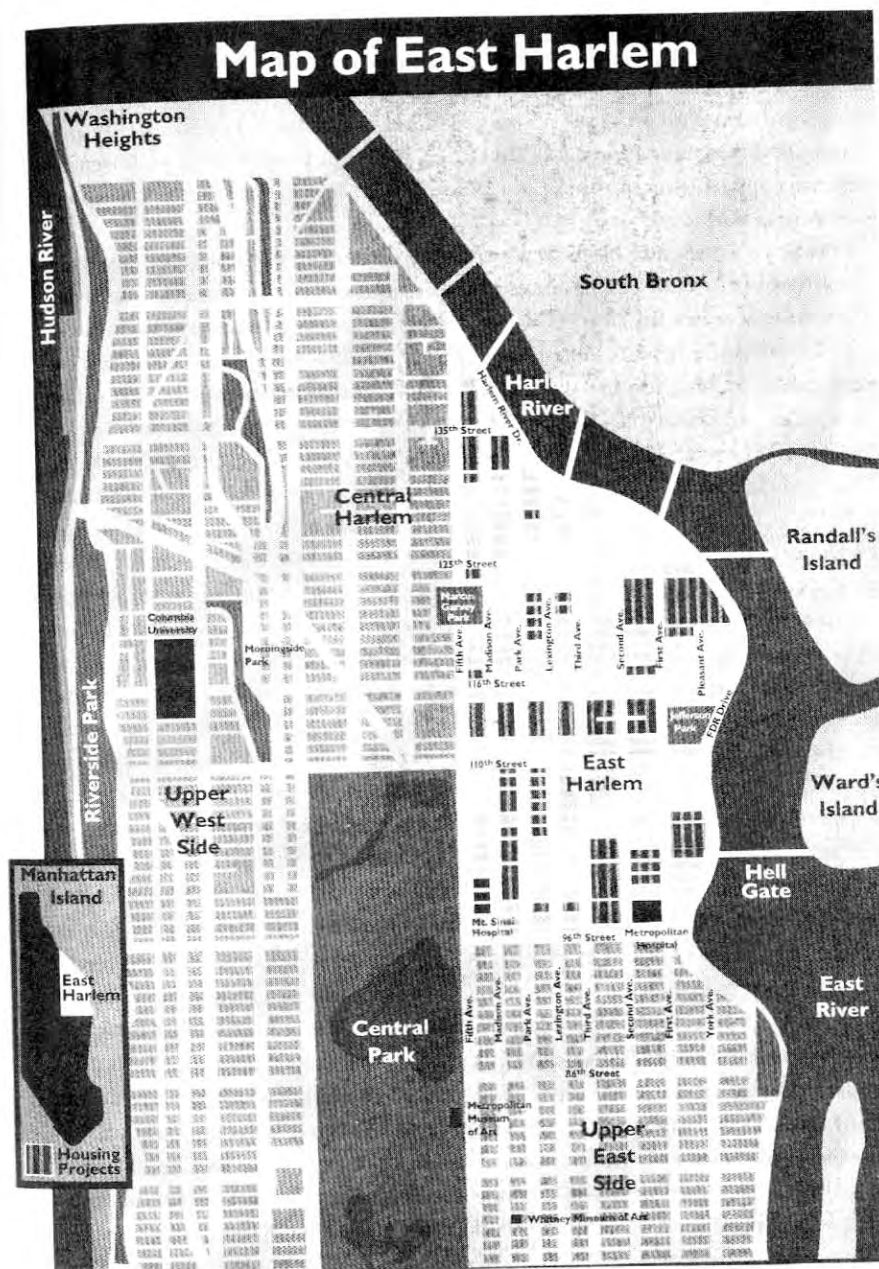 Map of East Harlem
Washington
Heights
Hudson River
South Bronx
Harlem
River
Harlem River Dr.
135th Street
Central
Harlem
Randall's
Island
125th Street
Marcus
Garvey
Park
Columbia
University
Morningside
Park
Fifth Ave.
Madison Ave.
Park Ave.
Lexington Ave.
Third Ave.
Second Ave.
First Ave.
Pleasant Ave.
116th Street
Jefferson
Park
FDR Drive
Riverside Park
110th Street
East
Harlem
Upper
West
Side
Ward's
Island
Hell
Gate
Manhattan
Island
East
Harlem
Housing
Projects
Mt. Sinai
Hospital
96th Street
Metropolitan
Hospital
East
River
Central
Park
Fifth Ave.
Madison Ave.
Park Ave.
Lexington Ave.
Third Ave.
Second Ave.
First Ave.
York Ave.
86th Street
Metropolitan
Museum
of Art
Upper
East
Side
Whitney Museum of Art